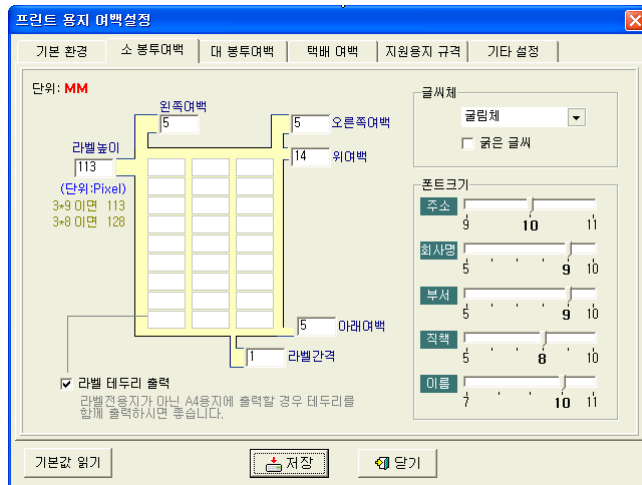 프린트 용지 여백설정
기본 환경
소 봉투여백
대 봉투여백
택배 여백
지원용지 규격
기타 설정
단위: MM
왼쪽여백
5
5
오른쪽여백
라벨높이
113
14
위여백
(단위:Pixel)
3*9 이면 113
3*8 이면 128
5
아래여백
1
라벨간격
라벨 테두리 출력
라벨전용지가 아닌 A4용지에 출력할 경우 테두리를
함께 출력하시면 좋습니다.
글씨체
굴림체
굵은 글씨
폰트크기
주소
9 10 11
회사명
5 9 10
부서
5 9 10
직책
5 8 10
이름
7 10 11
기본값 읽기
저장
닫기